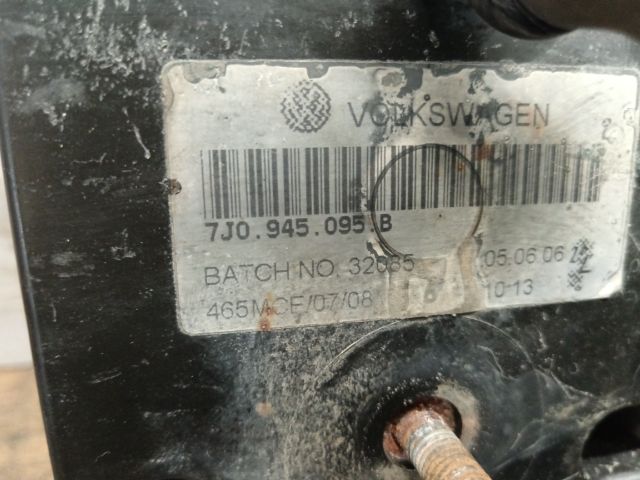 VOLKSWAGEN
7J0.945.095.B
BATCH NO. 32085 05.06.06
465MCE/07/08 10-13